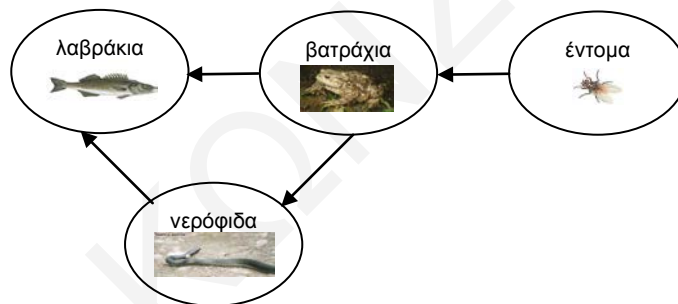 λαβράκια
βατράχια
έντομα
νερόφιδα